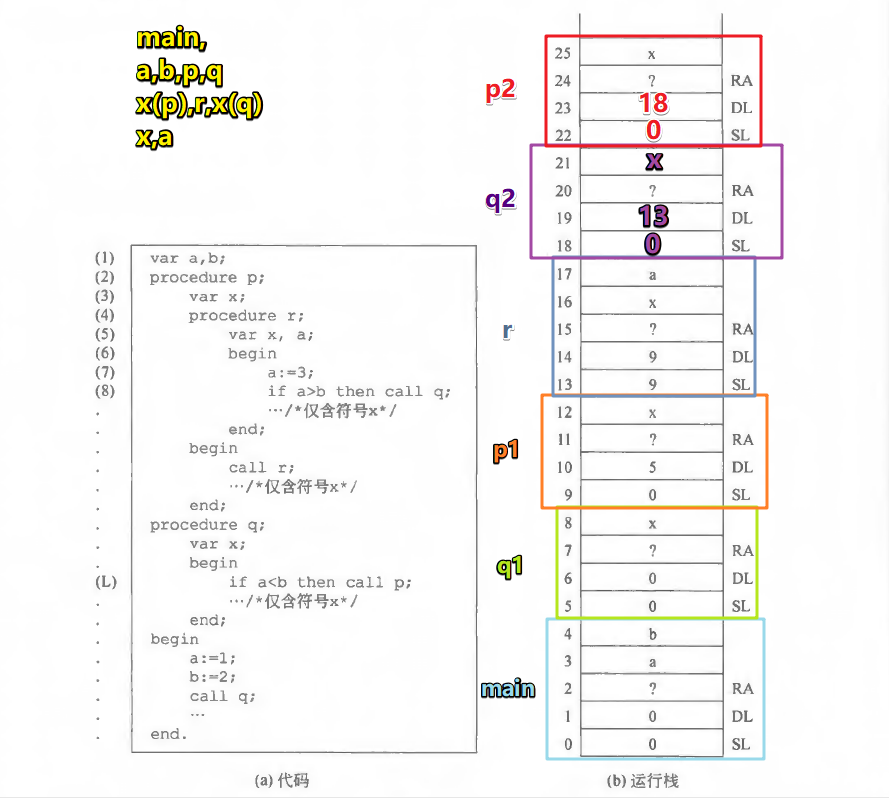 main,
a,b,p,q
x(p),r,x(q)
x,a
(1) var a,b;
(2) procedure p;
(3) var x;
(4) procedure r;
(5) var x, a;
(6) begin
(7) a:=3;
(8) if a>b then call q;
. …/*仅含符号x*/
. end;
. begin
. call r;
. …/*仅含符号x*/
. end;
. procedure q;
. var x;
. begin
(L) if a<b then call p;
. …/*仅含符号x*/
. end;
. begin
. a:=1;
. b:=2;
. call q;
. …
. end.
(a) 代码
p2
25 x
24 ? RA
23 18 DL
22 0 SL
q2
21 x
20 ? RA
19 13 DL
18 0 SL
r
17 a
16 x
15 ? RA
14 9 DL
13 9 SL
p1
12 x
11 ? RA
10 5 DL
9 0 SL
q1
8 x
7 ? RA
6 0 DL
5 0 SL
main
4 b
3 a
2 ? RA
1 0 DL
0 0 SL
(b) 运行栈